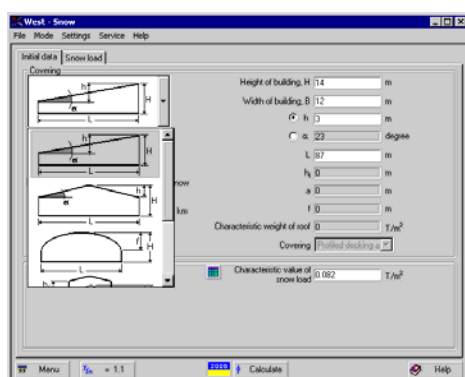 West - Snow
File Mode Settings Service Help
Initial data Snow load
Covering
h H α L
h H α L
h H α L
f H L
h
now
km
Height of building, H 14 m
Width of building, B 12 m
h 3 m
α 23 degree
L 87 m
0 m
a 0 m
f 0 m
Characteristic weight of roof 0 T/m²
Covering Profiled decking a
Characteristic value of
snow load 0.082 T/m²
Menu = 1.1 Calculate Help